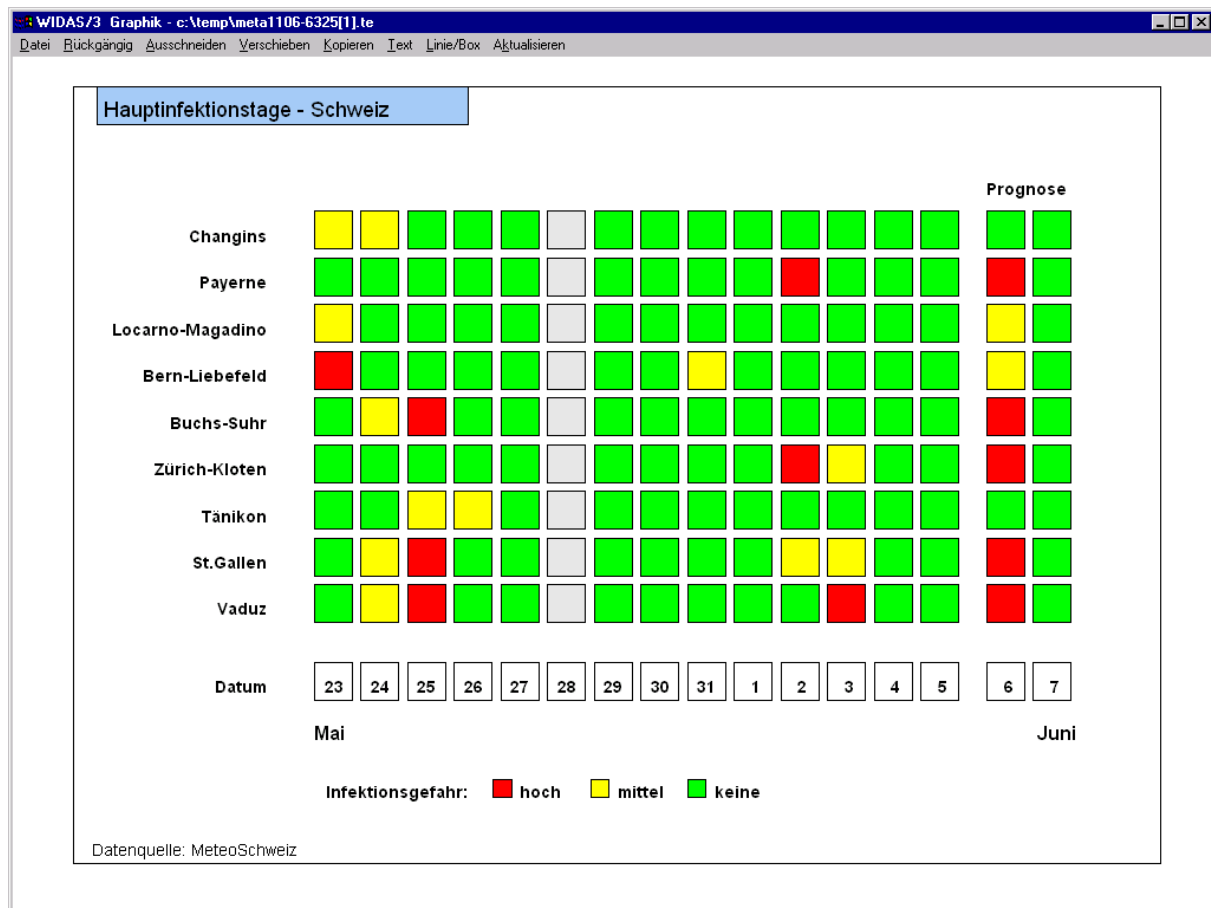 WIDAS/3 Graphik - c:\temp\meta1106-6325[1].te
Datei Rückgängig Ausschneiden Verschieben Kopieren Text Linie/Box Aktualisieren
Hauptinfektionstage - Schweiz
Prognose
Changins
Payerne
Locarno-Magadino
Bern-Liebefeld
Buchs-Suhr
Zürich-Kloten
Tänikon
St.Gallen
Vaduz
Datum 23 24 25 26 27 28 29 30 31 1 2 3 4 5 6 7
Mai Juni
Infektionsgefahr: hoch mittel keine
Datenquelle: MeteoSchweiz